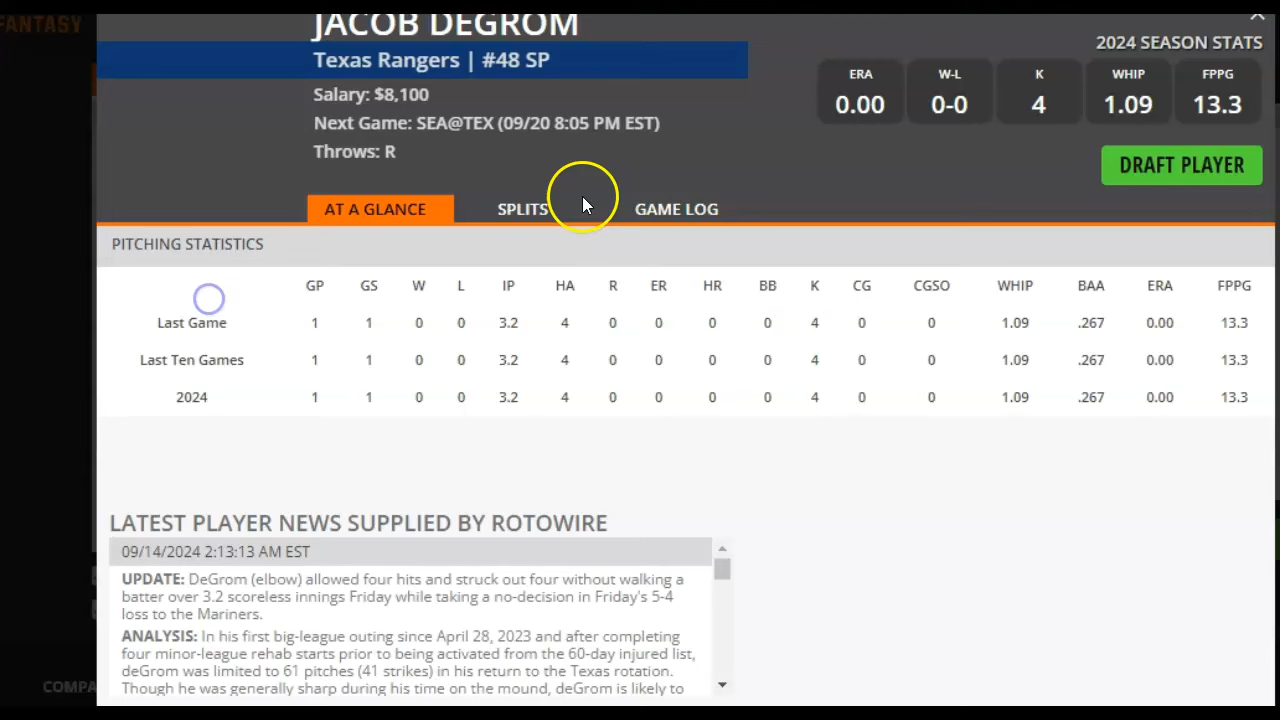 FANTASY
JACOB DEGROM
Texas Rangers | #48 SP
Salary: $8,100
Next Game: SEA@TEX (09/20 8:05 PM EST)
Throws: R
2024 SEASON STATS
ERA W-L K WHIP FPPG
0.00 0-0 4 1.09 13.3
DRAFT PLAYER
AT A GLANCE SPLITS GAME LOG
PITCHING STATISTICS
GP GS W L IP HA R ER HR BB K CG CGSO WHIP BAA ERA FPPG
Last Game 1 1 0 0 3.2 4 0 0 0 0 4 0 0 1.09 .267 0.00 13.3
Last Ten Games 1 1 0 0 3.2 4 0 0 0 0 4 0 0 1.09 .267 0.00 13.3
2024 1 1 0 0 3.2 4 0 0 0 0 4 0 0 1.09 .267 0.00 13.3
LATEST PLAYER NEWS SUPPLIED BY ROTOWIRE
09/14/2024 2:13:13 AM EST
UPDATE: DeGrom (elbow) allowed four hits and struck out four without walking a
batter over 3.2 scoreless innings Friday while taking a no-decision in Friday's 5-4
loss to the Mariners.
ANALYSIS: In his first big-league outing since April 28, 2023 and after completing
four minor-league rehab starts prior to being activated from the 60-day injured list,
deGrom was limited to 61 pitches (41 strikes) in his return to the Texas rotation.
Though he was generally sharp during his time on the mound, deGrom is likely to
COMPA